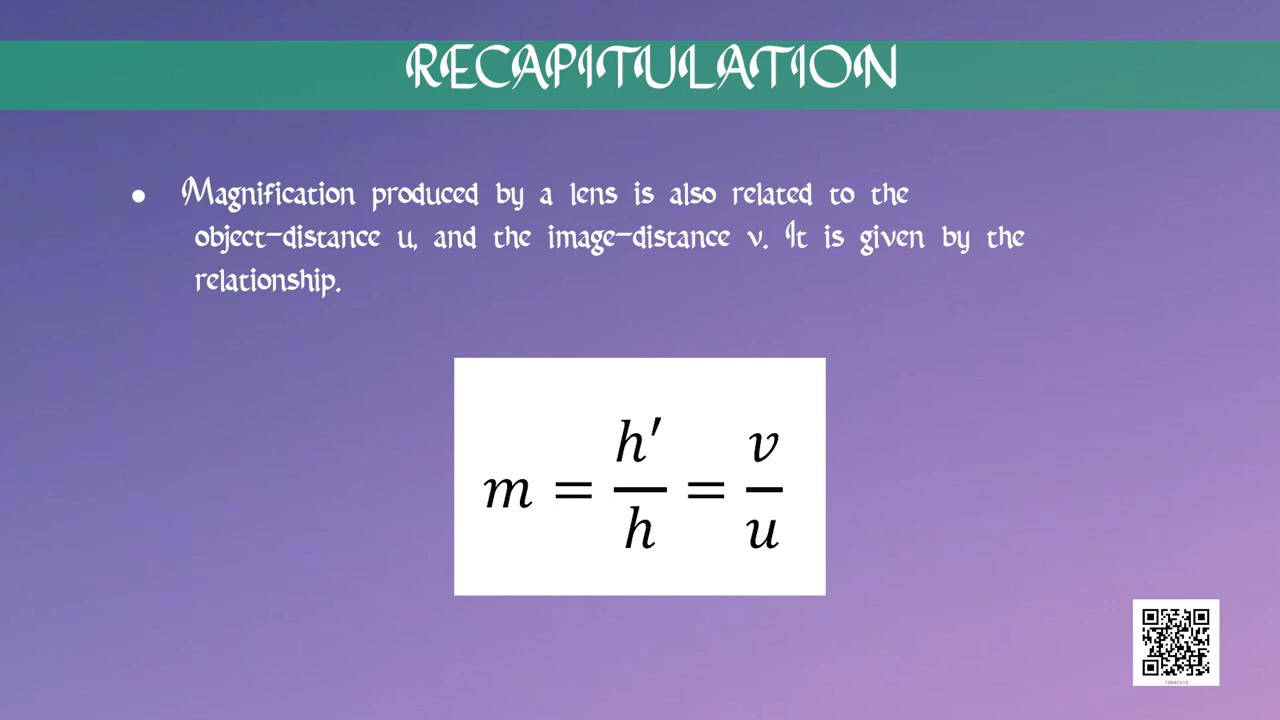 RECAPITULATION
● Magnification produced by a lens is also related to the
object-distance u, and the image-distance v. It is given by the
relationship.
m = h′/h = v/u